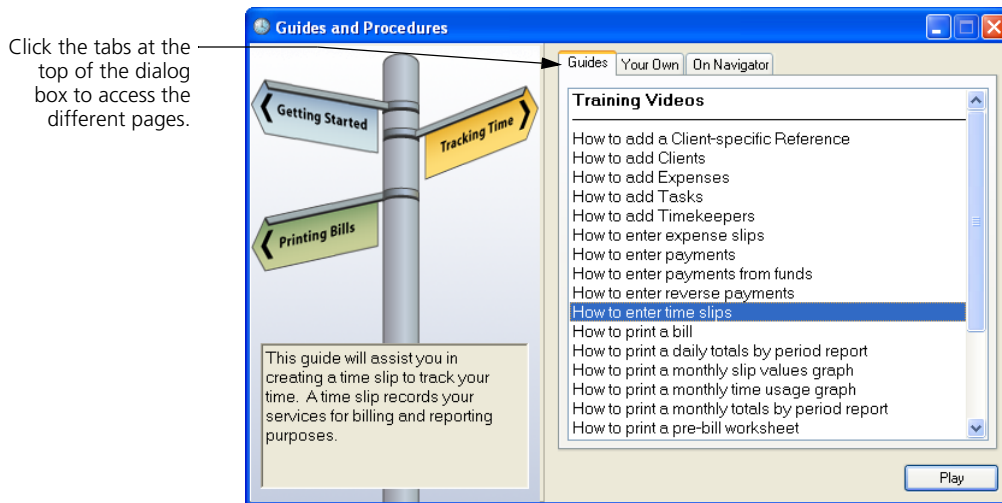 Click the tabs at the
top of the dialog
box to access the
different pages.
Guides and Procedures
Getting Started
Tracking Time
Printing Bills
This guide will assist you in
creating a time slip to track your
time. A time slip records your
services for billing and reporting
purposes.
Guides
Your Own
On Navigator
Training Videos
How to add a Client-specific Reference
How to add Clients
How to add Expenses
How to add Tasks
How to add Timekeepers
How to enter expense slips
How to enter payments
How to enter payments from funds
How to enter reverse payments
How to enter time slips
How to print a bill
How to print a daily totals by period report
How to print a monthly slip values graph
How to print a monthly time usage graph
How to print a monthly totals by period report
How to print a pre-bill worksheet
Play